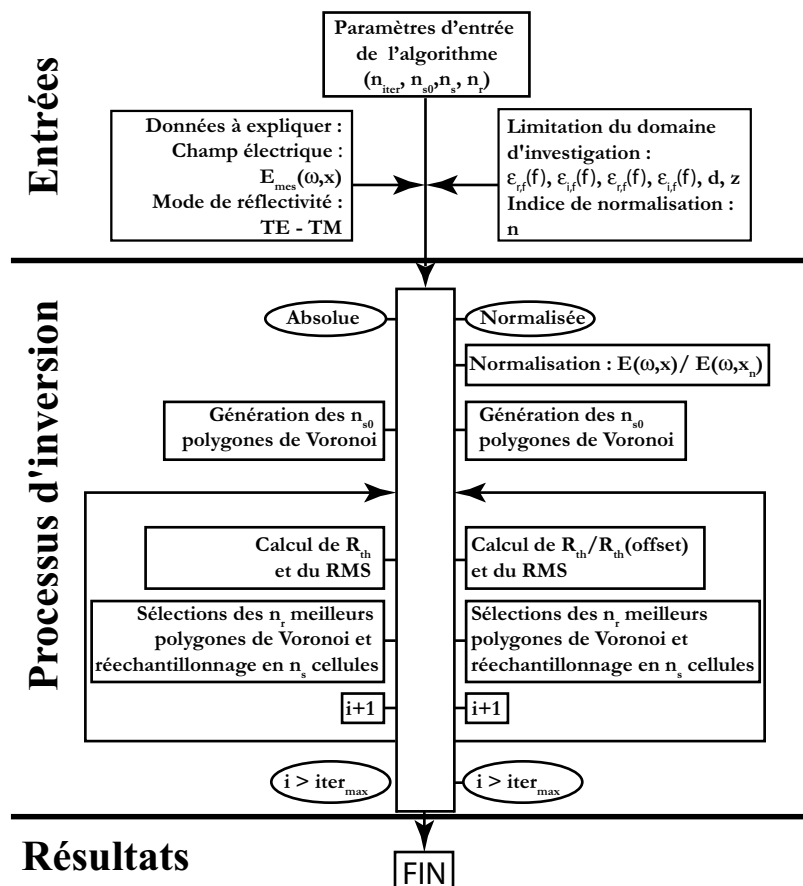 Entrées
Paramètres d'entrée
de l'algorithme
(n_iter, n_s0,n_s, n_r)
Données à expliquer :
Champ électrique :
E_mes(ω,x)
Mode de réflectivité :
TE - TM
Limitation du domaine
d'investigation :
ε_r,f(f), ε_i,f(f), ε_r,f(f), ε_i,f(f), d, z
Indice de normalisation :
n
Processus d'inversion
Absolue
Normalisée
Normalisation : E(ω,x)/ E(ω,x_n)
Génération des n_s0
polygones de Voronoi
Génération des n_s0
polygones de Voronoi
Calcul de R_th
et du RMS
Calcul de R_th/R_th(offset)
et du RMS
Sélections des n_r meilleurs
polygones de Voronoi et
réechantillonnage en n_s cellules
Sélections des n_r meilleurs
polygones de Voronoi et
réechantillonnage en n_s cellules
i+1
i+1
i > iter_max
i > iter_max
Résultats
FIN